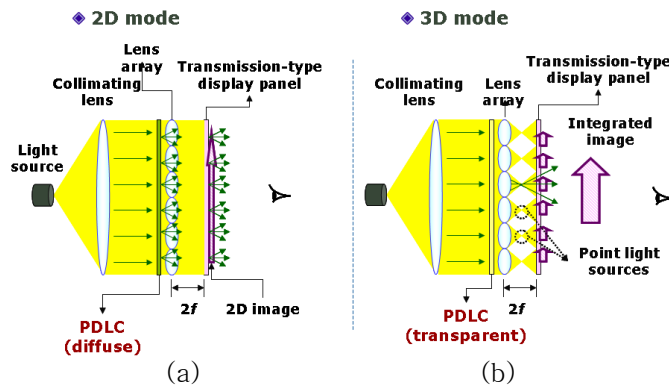 2D mode
Lens
array
Collimating
lens
Transmission-type
display panel
Light
source
2f
2D image
PDLC
(diffuse)
(a)
3D mode
Collimating
lens
Lens
array
Transmission-type
display panel
Integrated
image
Point light
sources
2f
PDLC
(transparent)
(b)